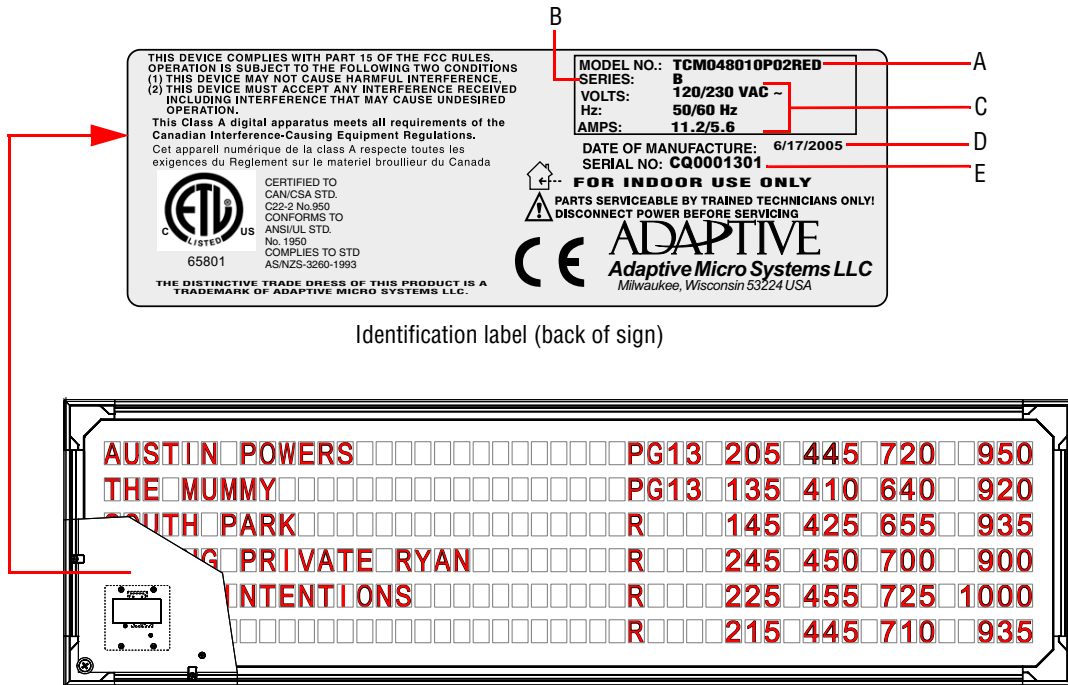 B
THIS DEVICE COMPLIES WITH PART 15 OF THE FCC RULES,
OPERATION IS SUBJECT TO THE FOLLOWING TWO CONDITIONS
(1) THIS DEVICE MAY NOT CAUSE HARMFUL INTERFERENCE,
(2) THIS DEVICE MUST ACCEPT ANY INTERFERENCE RECEIVED
INCLUDING INTERFERENCE THAT MAY CAUSE UNDESIRED
OPERATION.
This Class A digital apparatus meets all requirements of the
Canadian Interference-Causing Equipment Regulations.
Cet appareil numérique de la class A respecte toutes les
exigences du Reglement sur le materiel broullieur du Canada
C ETL US
LISTED
65801
CERTIFIED TO
CAN/CSA STD.
C22-2 No.950
CONFORMS TO
ANSI/UL STD.
No. 1950
COMPLIES TO STD
AS/NZS-3260-1993
THE DISTINCTIVE TRADE DRESS OF THIS PRODUCT IS A
TRADEMARK OF ADAPTIVE MICRO SYSTEMS LLC.
MODEL NO.: TCM048010P02RED
SERIES: B
VOLTS: 120/230 VAC ~
Hz: 50/60 Hz
AMPS: 11.2/5.6
A
C
DATE OF MANUFACTURE: 6/17/2005
D
SERIAL NO: CQ0001301
E
FOR INDOOR USE ONLY
PARTS SERVICEABLE BY TRAINED TECHNICIANS ONLY!
DISCONNECT POWER BEFORE SERVICING
CE
ADAPTIVE
Adaptive Micro Systems LLC
Milwaukee, Wisconsin 53224 USA
Identification label (back of sign)
AUSTIN POWERS PG13 205 445 720 950
THE MUMMY PG13 135 410 640 920
SOUTH PARK R 145 425 655 935
G PRIVATE RYAN R 245 450 700 900
INTENTIONS R 225 455 725 1000
R 215 445 710 935